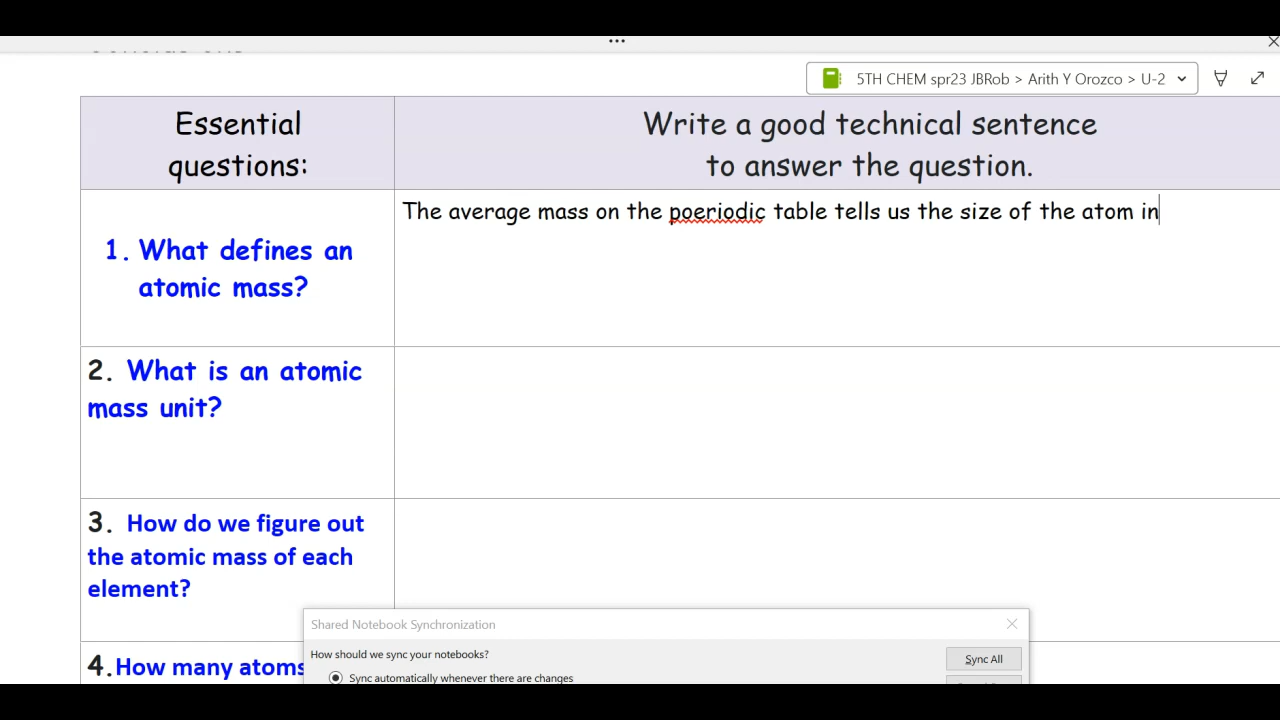 5TH CHEM spr23 JBRob > Arith Y Orozco > U-2
Essential
questions:
Write a good technical sentence
to answer the question.
1. What defines an
atomic mass?
The average mass on the poeriodic table tells us the size of the atom in
2. What is an atomic
mass unit?
3. How do we figure out
the atomic mass of each
element?
4.How many atoms
Shared Notebook Synchronization
How should we sync your notebooks?
Sync All
Sync automatically whenever there are changes